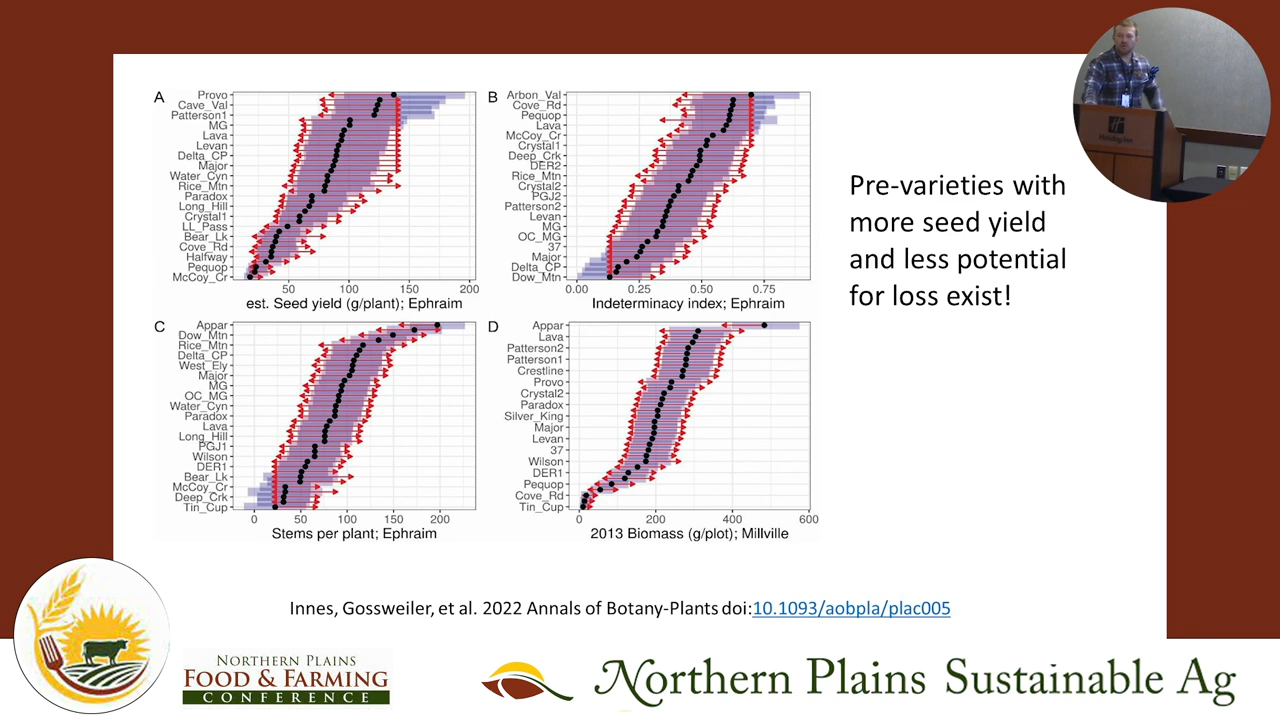 A
Provo
Cave_Val
Patterson1
MG
Lava
Levan
Delta_CP
Major
Water_Cyn
Rice_Mtn
Paradox
Long_Hill
Crystal1
LL_Pass
Bear_Lk
Cove_Rd
Halfway
Pequop
McCoy_Cr
50 100 150 200
est. Seed yield (g/plant); Ephraim
B
Arbon_Val
Cove_Rd
Pequop
Lava
McCoy_Cr
Crystal1
Deep_Crk
DER2
Rice_Mtn
Crystal2
PGJ2
Patterson2
Levan
MG
OC_MG
37
Major
Delta_CP
Dow_Mtn
0.00 0.25 0.50 0.75
Indeterminacy index; Ephraim
C
Appar
Dow_Mtn
Rice_Mtn
Delta_CP
West_Ely
Major
MG
OC_MG
Water_Cyn
Paradox
Lava
Long_Hill
PGJ1
Wilson
DER1
Bear_Lk
McCoy_Cr
Deep_Crk
Tin_Cup
0 50 100 150 200
Stems per plant; Ephraim
D
Appar
Lava
Patterson2
Patterson1
Crestline
Provo
Crystal2
Paradox
Silver_King
Major
Levan
37
Wilson
DER1
Pequop
Cove_Rd
Tin_Cup
0 200 400 600
2013 Biomass (g/plot); Millville
Pre-varieties with
more seed yield
and less potential
for loss exist!
Holiday Inn
Innes, Gossweiler, et al. 2022 Annals of Botany-Plants doi:10.1093/aobpla/plac005
NORTHERN PLAINS
FOOD & FARMING
CONFERENCE
Northern Plains Sustainable Ag